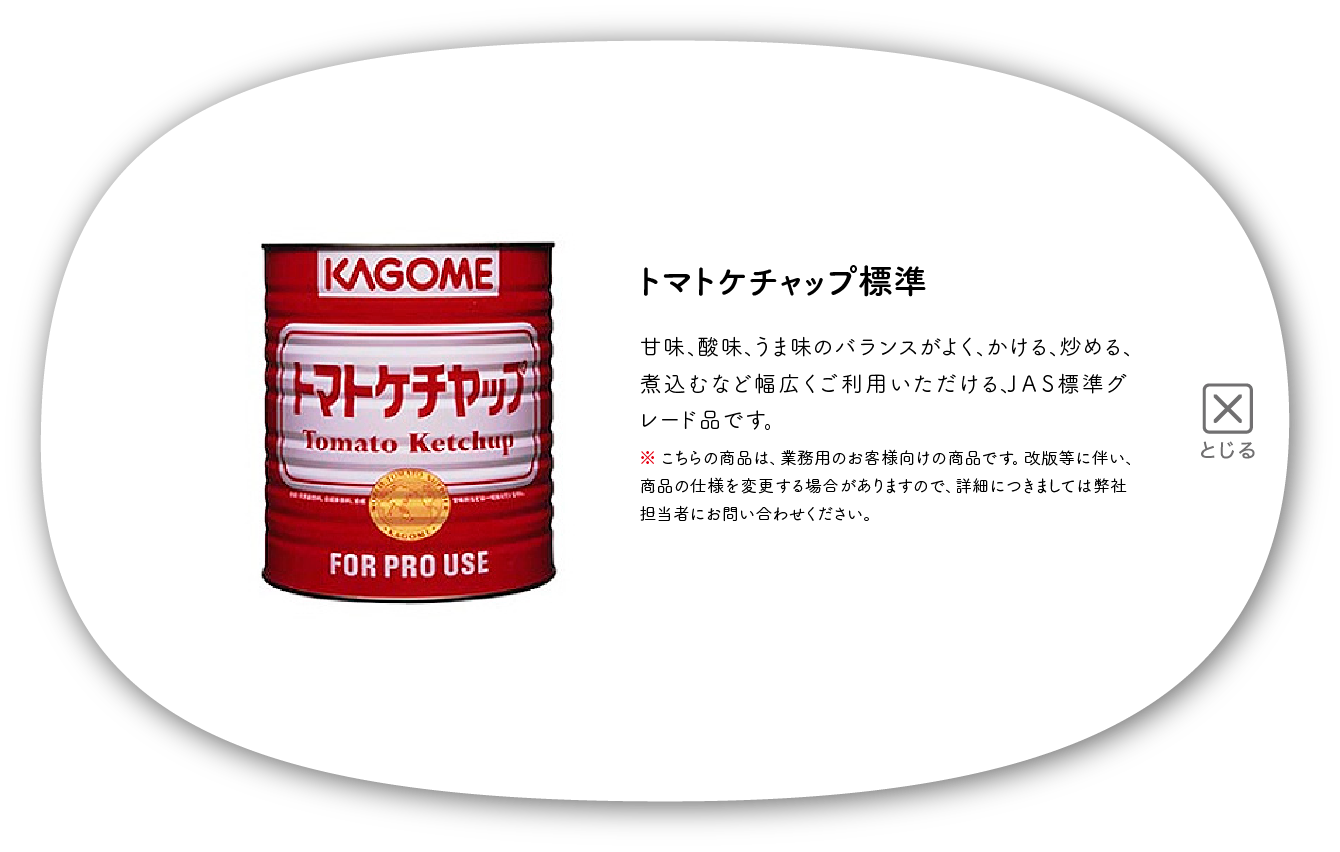 KAGOME
トマトケチャップ
Tomato Ketchup
KAGOME
FOR PRO USE
トマトケチャップ標準
甘味、酸味、うま味のバランスがよく、かける、炒める、
煮込むなど幅広くご利用いただける、JAS標準グ
レード品です。
※ こちらの商品は、業務用のお客様向けの商品です。改版等に伴い、
商品の仕様を変更する場合がありますので、詳細につきましては弊社
担当者にお問い合わせください。
とじる